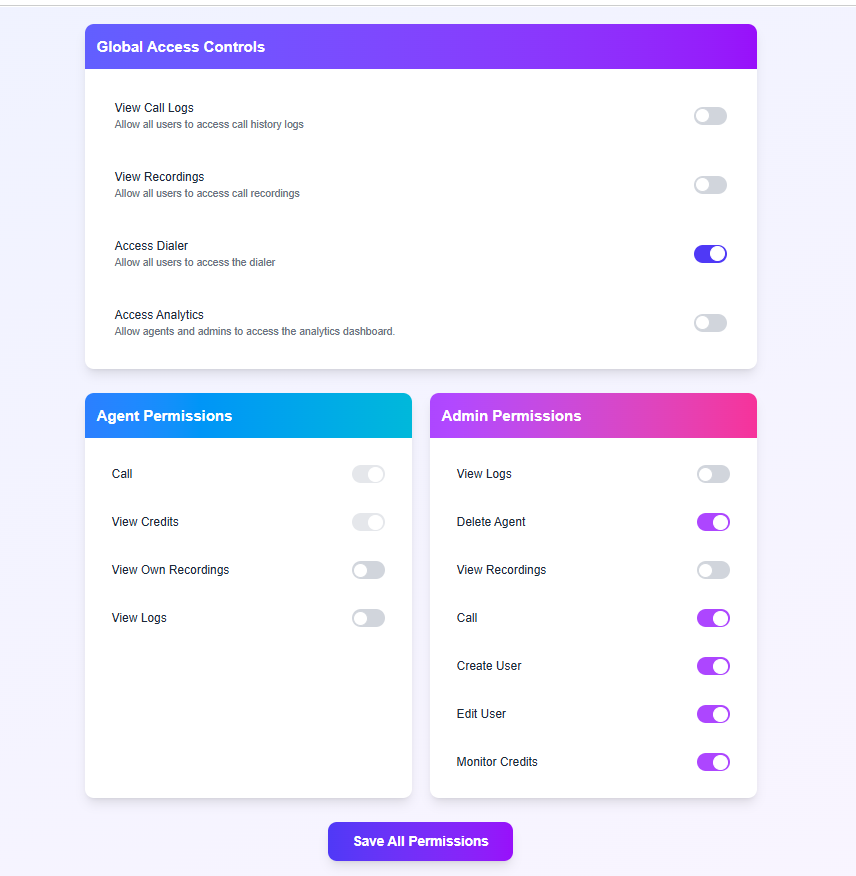 Global Access Controls
View Call Logs
Allow all users to access call history logs
View Recordings
Allow all users to access call recordings
Access Dialer
Allow all users to access the dialer
Access Analytics
Allow agents and admins to access the analytics dashboard.
Agent Permissions
Call
View Credits
View Own Recordings
View Logs
Admin Permissions
View Logs
Delete Agent
View Recordings
Call
Create User
Edit User
Monitor Credits
Save All Permissions